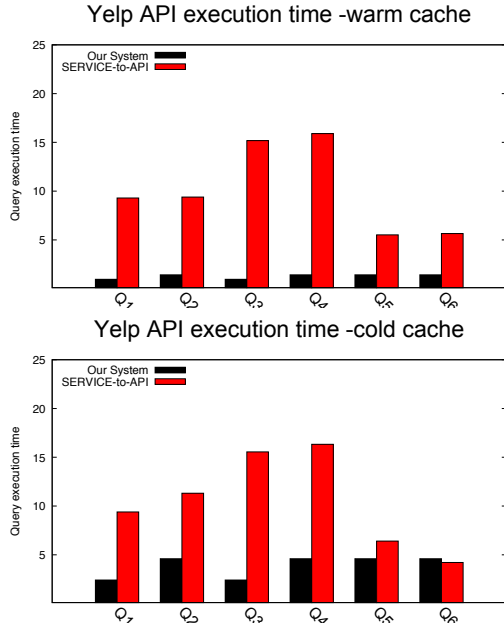 Yelp API execution time -warm cache
25
Our System
SERVICE-to-API
20
15
Query execution time
10
5
Q1 Q2 Q3 Q4 Q5 Q6
Yelp API execution time -cold cache
25
Our System
SERVICE-to-API
20
15
Query execution time
10
5
Q1 Q2 Q3 Q4 Q5 Q6